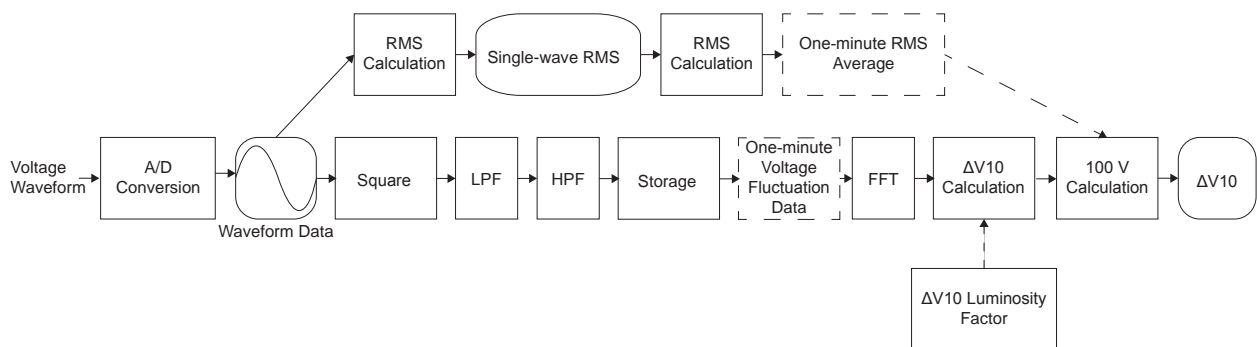 RMS
Calculation
Single-wave RMS
RMS
Calculation
One-minute RMS
Average
Voltage
Waveform
A/D
Conversion
Waveform Data
Square
LPF
HPF
Storage
One-minute
Voltage
Fluctuation
Data
FFT
ΔV10
Calculation
100 V
Calculation
ΔV10
ΔV10 Luminosity
Factor